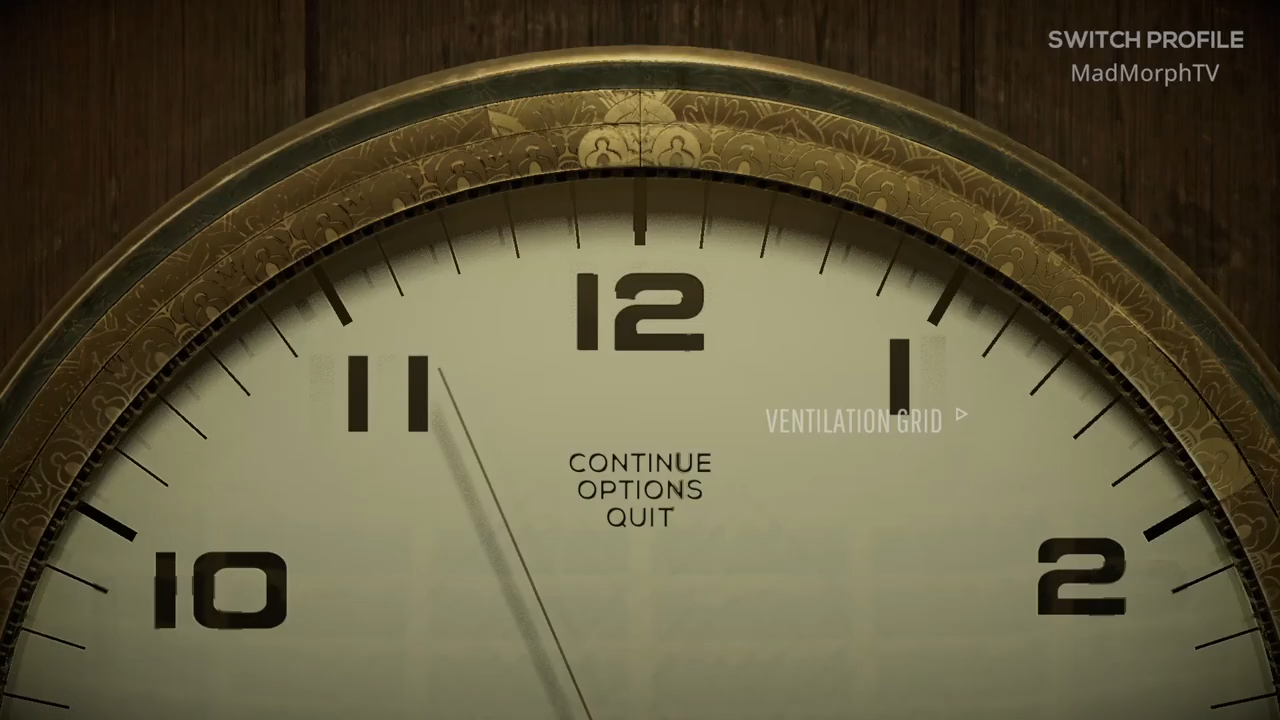 SWITCH PROFILE
MadMorphTV
12
11
1
VENTILATION GRID
CONTINUE
OPTIONS
QUIT
10
2